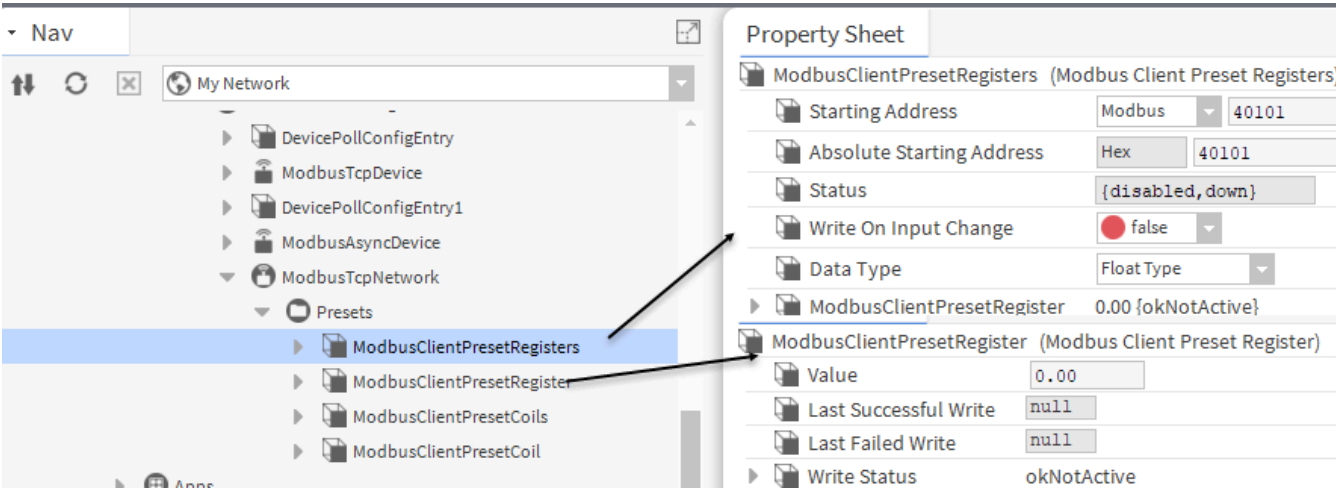 Nav
My Network
DevicePollConfigEntry
ModbusTcpDevice
DevicePollConfigEntry1
ModbusAsyncDevice
ModbusTcpNetwork
Presets
ModbusClientPresetRegisters
ModbusClientPresetRegister
ModbusClientPresetCoils
ModbusClientPresetCoil
Apps
Property Sheet
ModbusClientPresetRegisters (Modbus Client Preset Registers)
Starting Address Modbus 40101
Absolute Starting Address Hex 40101
Status {disabled,down}
Write On Input Change false
Data Type Float Type
ModbusClientPresetRegister 0.00 {okNotActive}
ModbusClientPresetRegister (Modbus Client Preset Register)
Value 0.00
Last Successful Write null
Last Failed Write null
Write Status okNotActive